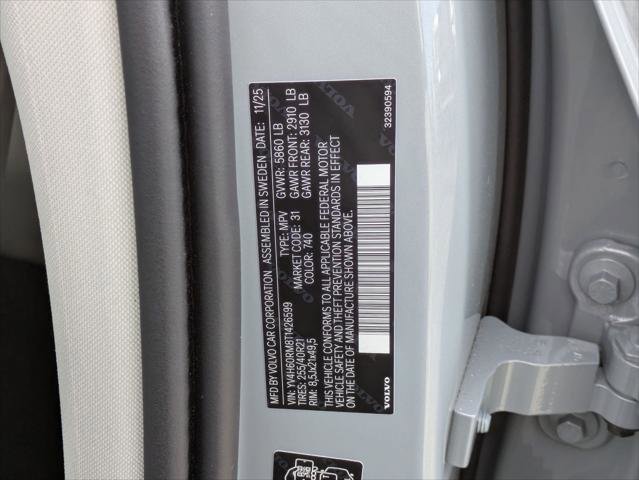 MFD BY VOLVO CAR CORPORATION ASSEMBLED IN SWEDEN DATE: 11/25
VIN: YV4H60RM8T1426599 TYPE: MPV GVWR: 5860 LB
TIRES: 255/40R21 MARKET CODE: 31 GAWR FRONT: 2910 LB
RIM: 8,5Jx21x49,5 COLOR: 740 GAWR REAR: 3130 LB
THIS VEHICLE CONFORMS TO ALL APPLICABLE FEDERAL MOTOR
VEHICLE SAFETY AND THEFT PREVENTION STANDARDS IN EFFECT
ON THE DATE OF MANUFACTURE SHOWN ABOVE.
VOLVO
32390594